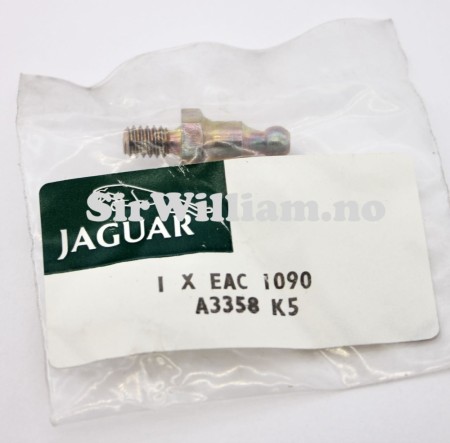 SirWilliam.no
JAGUAR
1 X EAC 1090
A3358 K5